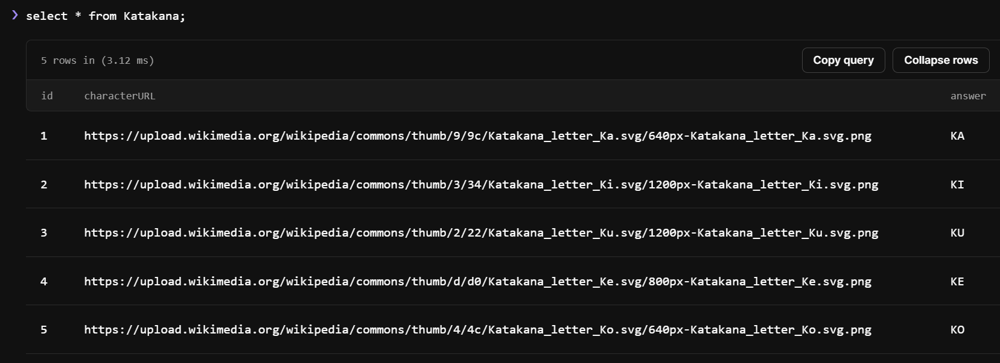 ❯ select * from Katakana;
5 rows in (3.12 ms) Copy query Collapse rows
id characterURL answer
1 https://upload.wikimedia.org/wikipedia/commons/thumb/9/9c/Katakana_letter_Ka.svg/640px-Katakana_letter_Ka.svg.png KA
2 https://upload.wikimedia.org/wikipedia/commons/thumb/3/34/Katakana_letter_Ki.svg/1200px-Katakana_letter_Ki.svg.png KI
3 https://upload.wikimedia.org/wikipedia/commons/thumb/2/22/Katakana_letter_Ku.svg/1200px-Katakana_letter_Ku.svg.png KU
4 https://upload.wikimedia.org/wikipedia/commons/thumb/d/d0/Katakana_letter_Ke.svg/800px-Katakana_letter_Ke.svg.png KE
5 https://upload.wikimedia.org/wikipedia/commons/thumb/4/4c/Katakana_letter_Ko.svg/640px-Katakana_letter_Ko.svg.png KO